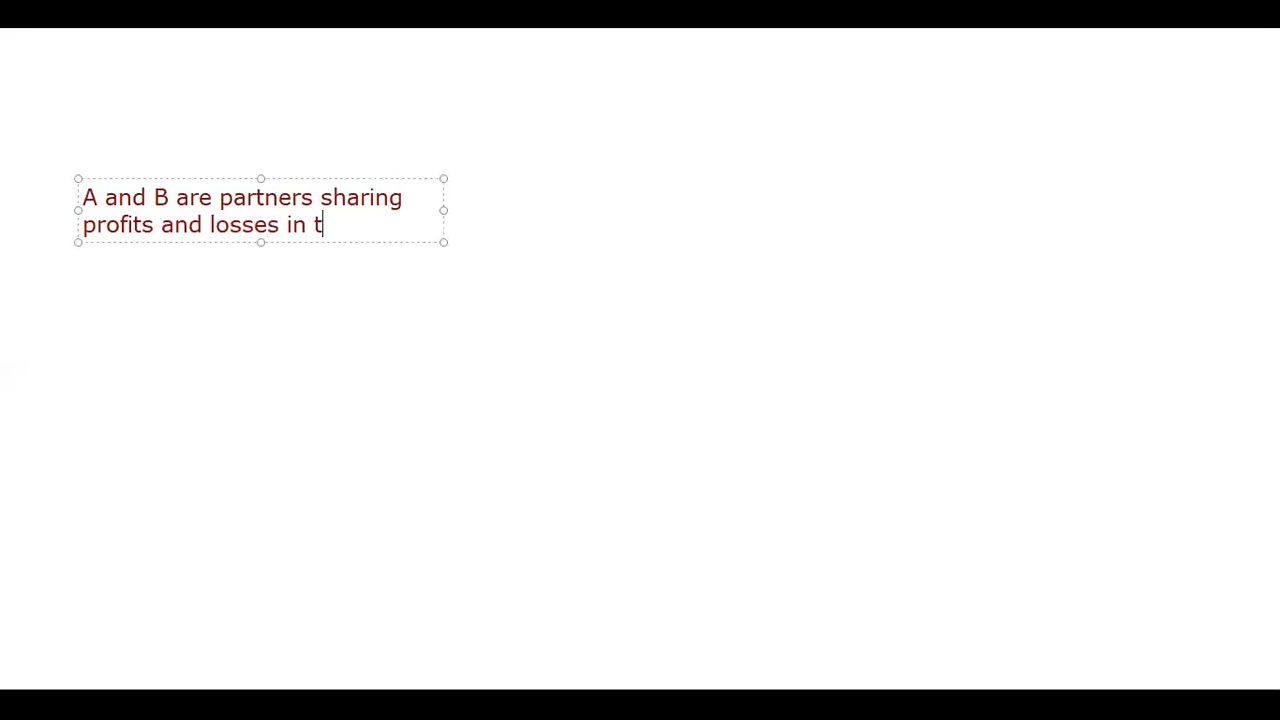 A and B are partners sharing
profits and losses in t